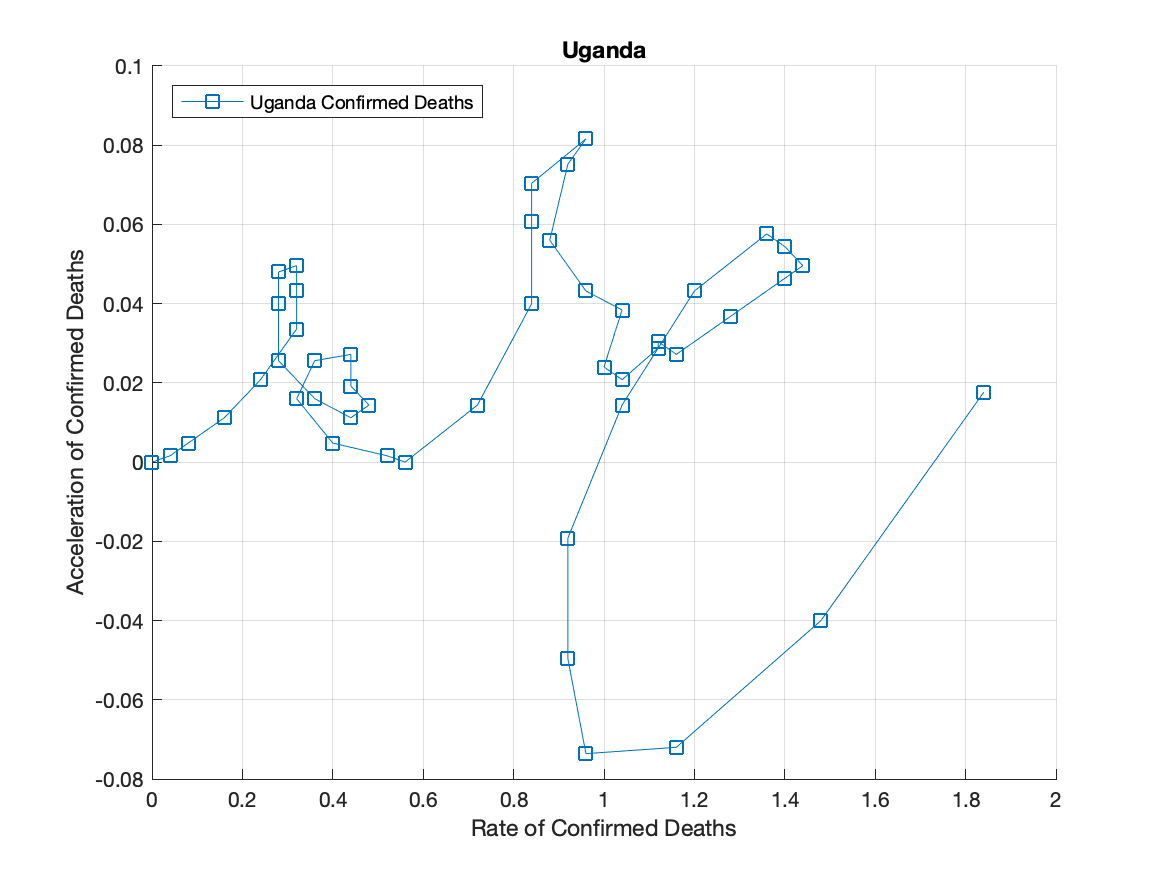 Uganda
Uganda Confirmed Deaths
0.1
0.08
0.06
0.04
0.02
0
-0.02
-0.04
-0.06
-0.08
Acceleration of Confirmed Deaths
0 0.2 0.4 0.6 0.8 1 1.2 1.4 1.6 1.8 2
Rate of Confirmed Deaths